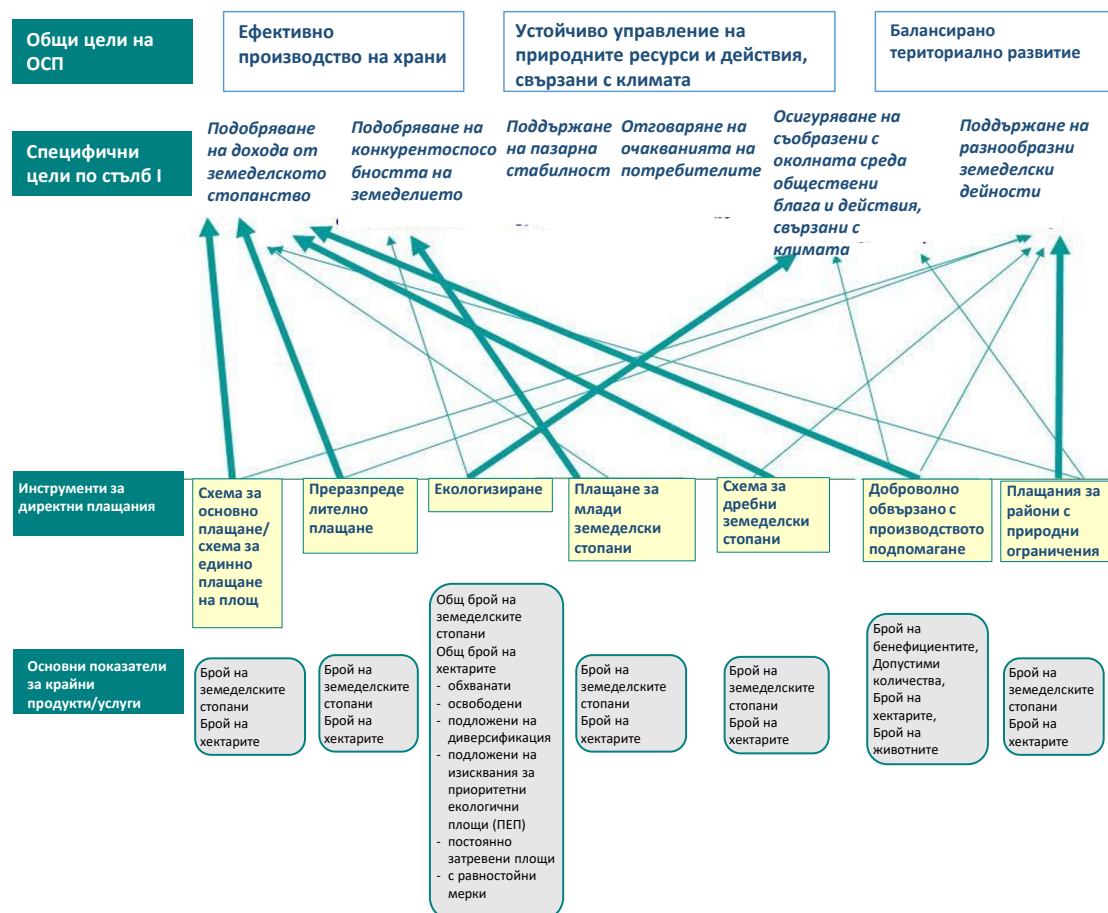 Общи цели на
ОСП
Ефективно
производство на храни
Устойчиво управление на
природните ресурси и действия,
свързани с климата
Балансирано
териториално развитие
Специфични
цели по стълб I
Подобряване
на дохода от
земеделското
стопанство
Подобряване на
конкурентоспосо
бността на
земеделието
Поддържане
на пазарна
стабилност
Отговаряне на
очакванията на
потребителите
Осигуряване на
съобразени с
околната среда
обществени
блага и действия,
свързани с
климата
Поддържане на
разнообразни
земеделски
дейности
Инструменти за
директни плащания
Схема за
основно
плащане/
схема за
единно
плащане
на площ
Преразпреде
лително
плащане
Екологизиране
Плащане за
млади
земеделски
стопани
Схема за
дребни
земеделски
стопани
Доброволно
обвързано с
производството
подпомагане
Плащания за
райони с
природни
ограничения
Основни показатели
за крайни
продукти/услуги
Брой на
земеделските
стопани
Брой на
хектарите
Брой на
земеделските
стопани
Брой на
хектарите
Общ брой на
земеделските
стопани
Общ брой на
хектарите
- обхванати
- освободени
- подложени на
диверсификация
- подложени на
изисквания за
приоритетни
екологични
площи (ПЕП)
- постоянно
затревени площи
- с равностойни
мерки
Брой на
земеделските
стопани
Брой на
хектарите
Брой на
земеделските
стопани
Брой на
хектарите
Брой на
бенефициентите,
Допустими
количества,
Брой на
хектарите,
Брой на
животните
Брой на
земеделските
стопани
Брой на
хектарите